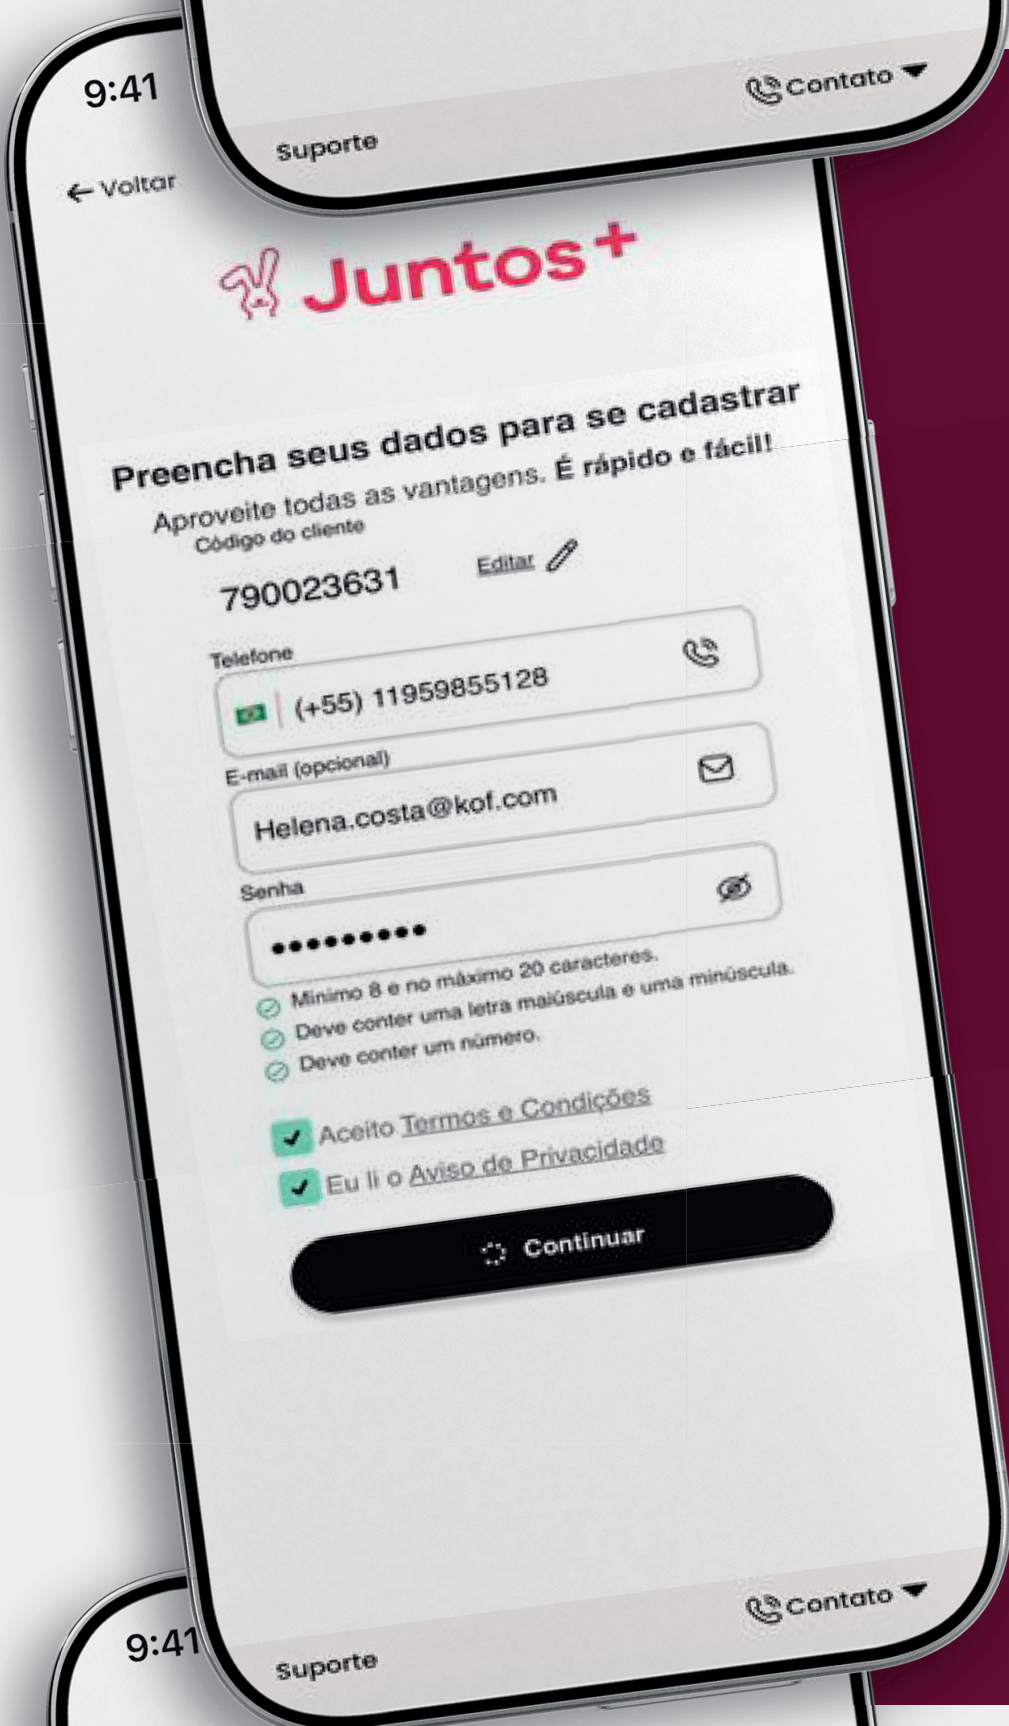 Contato
Suporte
9:41
← Voltar
Juntos+
Preencha seus dados para se cadastrar
Aproveite todas as vantagens. É rápido e fácil!
Código do cliente
790023631 Editar
Telefone
(+55) 11959855128
E-mail (opcional)
Helena.costa@kof.com
Senha
•••••••••
Minimo 8 e no máximo 20 caracteres.
Deve conter uma letra maiúscula e uma minúscula.
Deve conter um número.
Aceito Termos e Condições
Eu li o Aviso de Privacidade
Continuar
Contato
Suporte
9:41